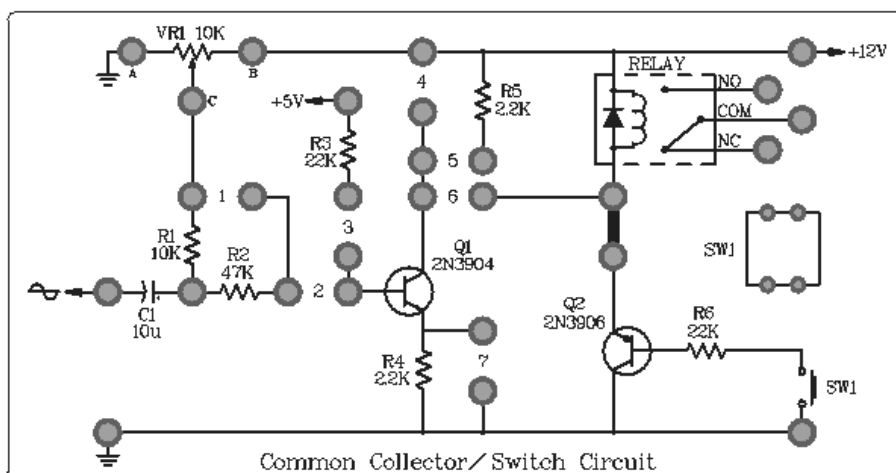 VR1 10K
A
B
+12V
4
RELAY
NO
COM
NC
C
+5V
R5
2.2K
R3
22K
5
1
6
3
R1
10K
R2
47K
Q1
2N3904
SW1
2
C1
10u
Q2
2N3906
R6
22K
R4
2.2K
7
SW1
Common Collector/Switch Circuit